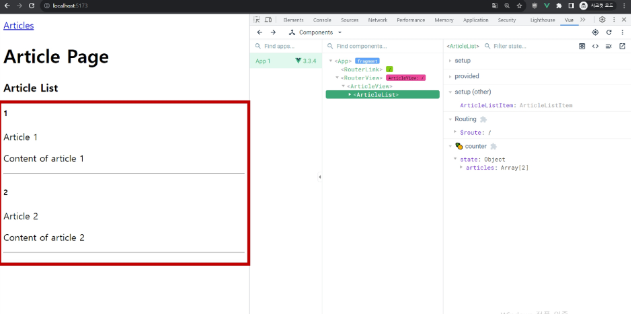 localhost:5173
Articles
Article Page
Article List
1
Article 1
Content of article 1
2
Article 2
Content of article 2
Elements Console Sources Network Performance Memory Application Security Lighthouse Vue
Components
Find apps...
Find components...
<ArticleList> Filter state...
App 1 3.3.4
<App> fragment
<RouterLink> /
<RouterView> ArticleView: /
<ArticleView>
<ArticleList>
setup
provided
setup (other)
ArticleListItem: ArticleListItem
Routing
$route: /
counter
state: Object
articles: Array[2]